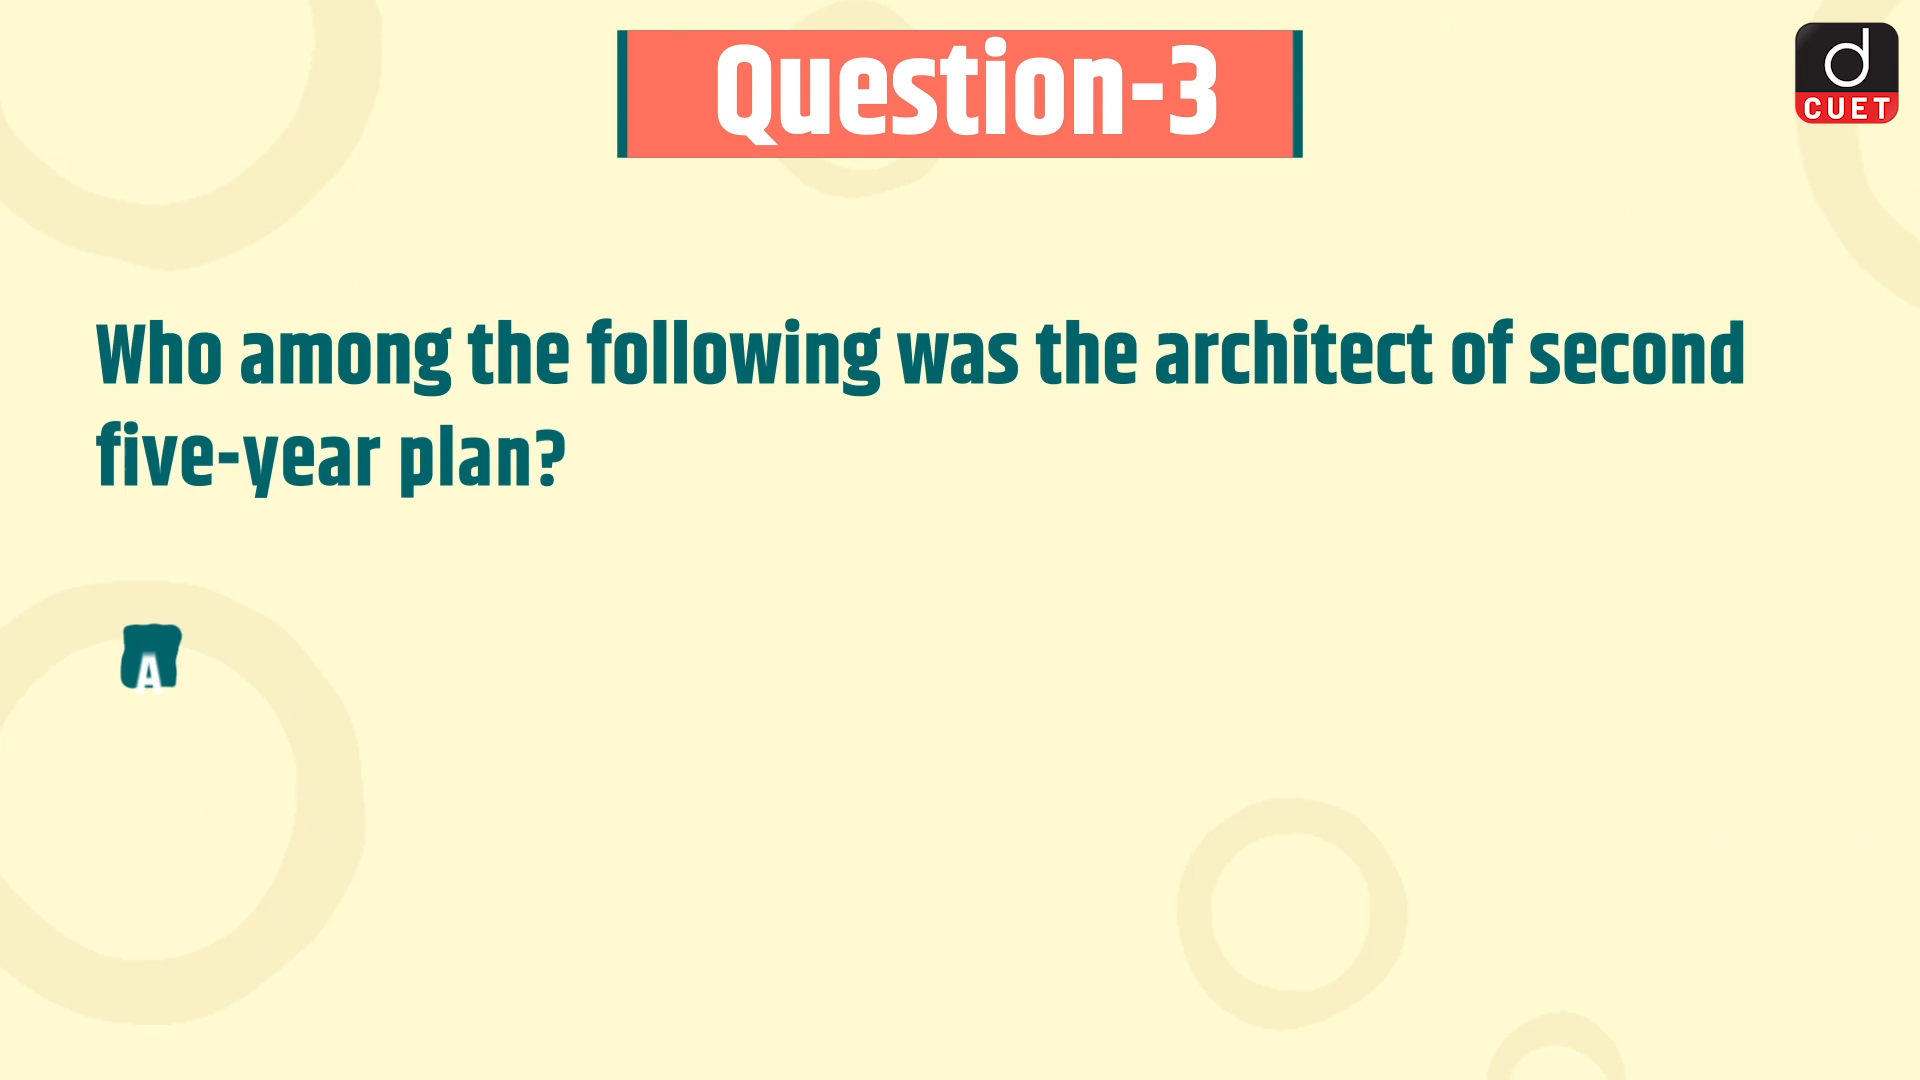 Question-3
d
CUET
Who among the following was the architect of second
five-year plan?
A